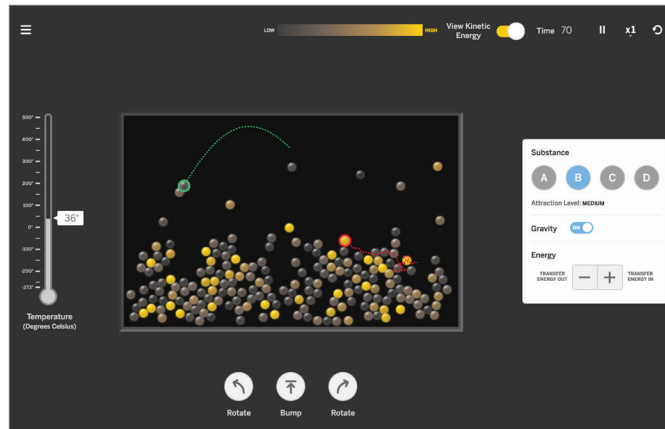 LOW
HIGH
View Kinetic
Energy
Time 70
x1
500°
400°
300°
200°
100°
0°
-100°
-200°
-273°
36°
Temperature
(Degrees Celsius)
Substance
A B C D
Attraction Level: MEDIUM
Gravity
ON
Energy
TRANSFER
ENERGY OUT
TRANSFER
ENERGY IN
Rotate
Bump
Rotate